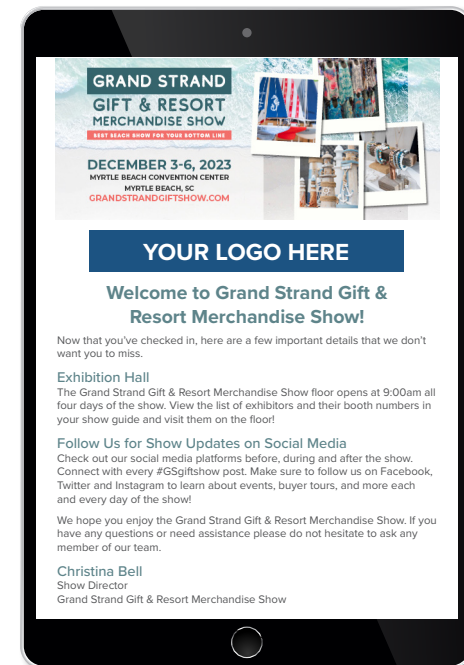 GRAND STRAND
GIFT & RESORT
MERCHANDISE SHOW
BEST BEACH SHOW FOR YOUR BOTTOM LINE
DECEMBER 3-6, 2023
MYRTLE BEACH CONVENTION CENTER
MYRTLE BEACH, SC
GRANDSTRANDGIFTSHOW.COM
YOUR LOGO HERE
Welcome to Grand Strand Gift &
Resort Merchandise Show!
Now that you've checked in, here are a few important details that we don't
want you to miss.
Exhibition Hall
The Grand Strand Gift & Resort Merchandise Show floor opens at 9:00am all
four days of the show. View the list of exhibitors and their booth numbers in
your show guide and visit them on the floor!
Follow Us for Show Updates on Social Media
Check out our social media platforms before, during and after the show.
Connect with every #GSgiftshow post. Make sure to follow us on Facebook,
Twitter and Instagram to learn about events, buyer tours, and more each
and every day of the show!
We hope you enjoy the Grand Strand Gift & Resort Merchandise Show. If you
have any questions or need assistance please do not hesitate to ask any
member of our team.
Christina Bell
Show Director
Grand Strand Gift & Resort Merchandise Show